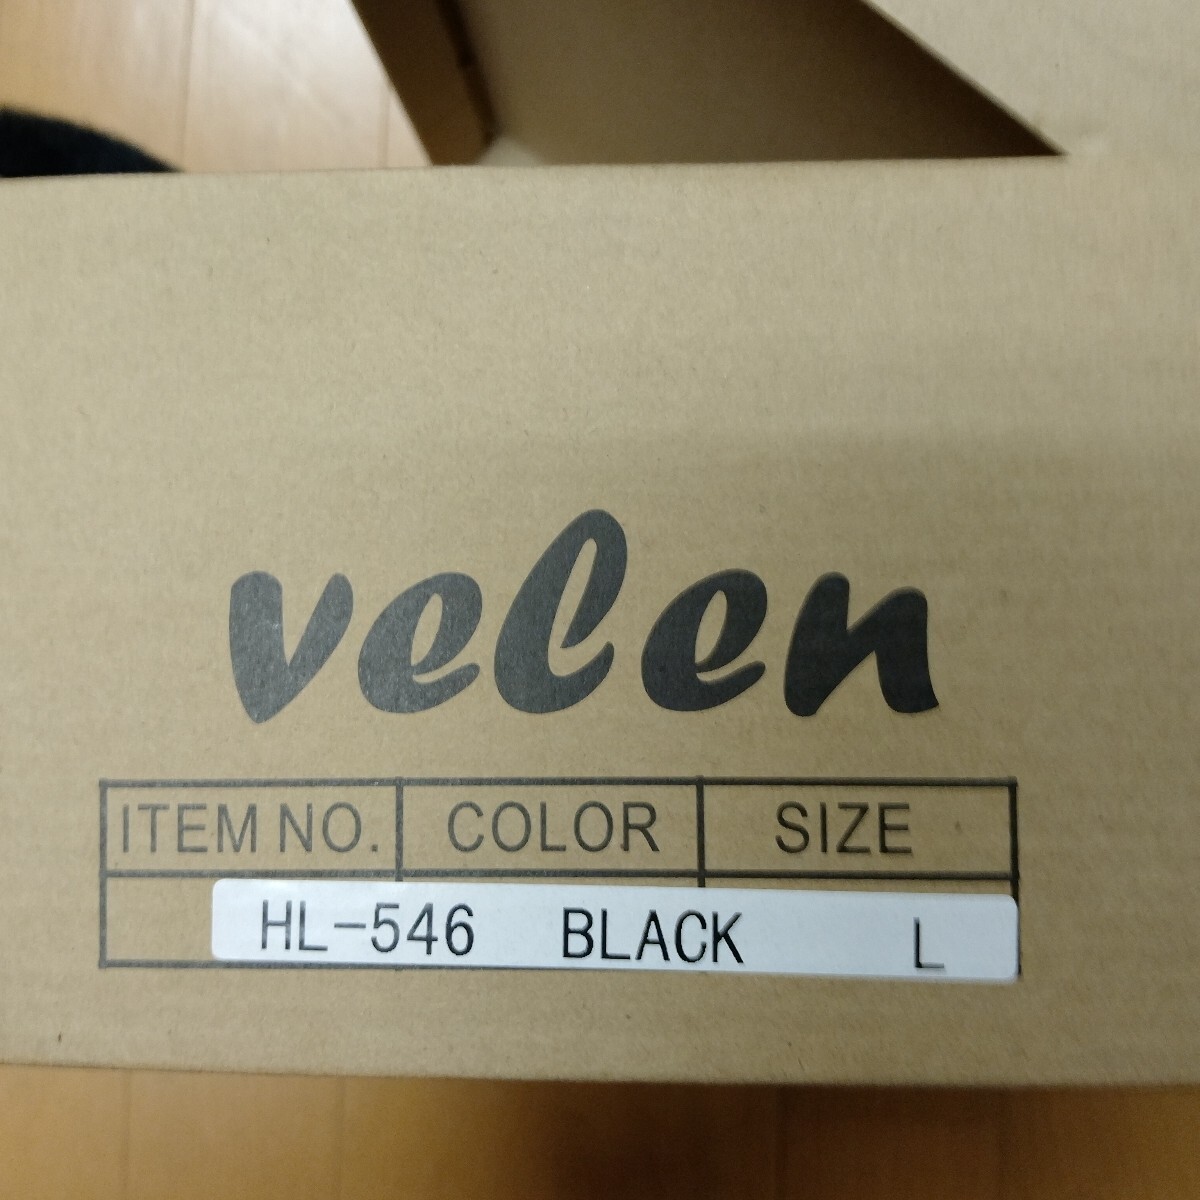 velen
ITEM NO. COLOR SIZE
HL-546 BLACK L